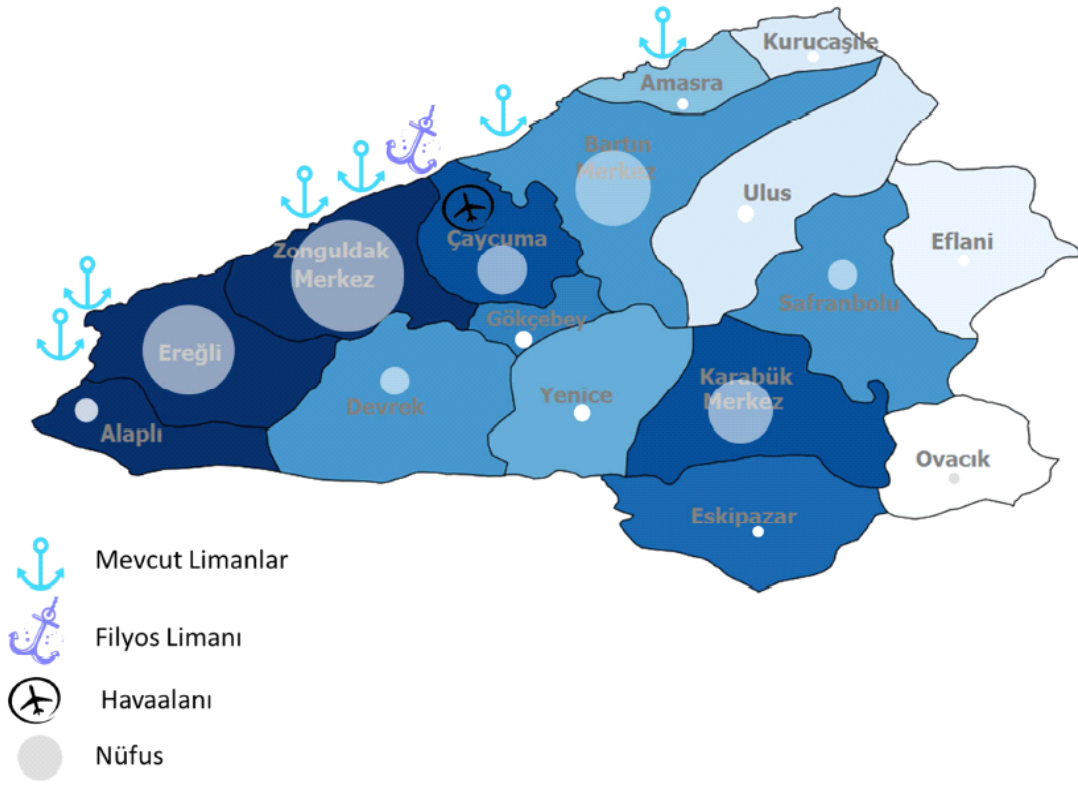 Kurucaşile
Amasra
Bartın
Merkez
Ulus
Eflani
Çaycuma
Zonguldak
Merkez
Safranbolu
Gökçebey
Ereğli
Karabük
Merkez
Yenice
Devrek
Alaplı
Ovacık
Eskipazar
Mevcut Limanlar
Filyos Limanı
Havaalanı
Nüfus